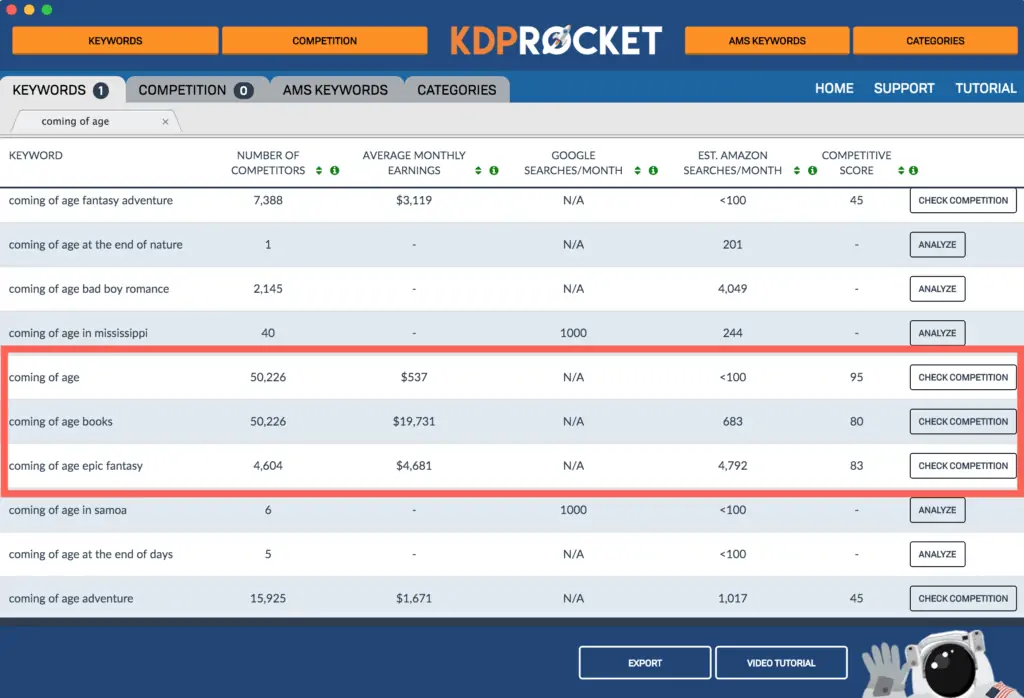 KEYWORDS COMPETITION KDPROCKET AMS KEYWORDS CATEGORIES
KEYWORDS 1 COMPETITION 0 AMS KEYWORDS CATEGORIES HOME SUPPORT TUTORIAL
coming of age ×
KEYWORD NUMBER OF COMPETITORS AVERAGE MONTHLY EARNINGS GOOGLE SEARCHES/MONTH EST. AMAZON SEARCHES/MONTH COMPETITIVE SCORE
coming of age fantasy adventure 7,388 $3,119 N/A <100 45 CHECK COMPETITION
coming of age at the end of nature 1 - N/A 201 - ANALYZE
coming of age bad boy romance 2,145 - N/A 4,049 - ANALYZE
coming of age in mississippi 40 - 1000 244 - ANALYZE
coming of age 50,226 $537 N/A <100 95 CHECK COMPETITION
coming of age books 50,226 $19,731 N/A 683 80 CHECK COMPETITION
coming of age epic fantasy 4,604 $4,681 N/A 4,792 83 CHECK COMPETITION
coming of age in samoa 6 - 1000 <100 - ANALYZE
coming of age at the end of days 5 - N/A <100 - ANALYZE
coming of age adventure 15,925 $1,671 N/A 1,017 45 CHECK COMPETITION
EXPORT VIDEO TUTORIAL